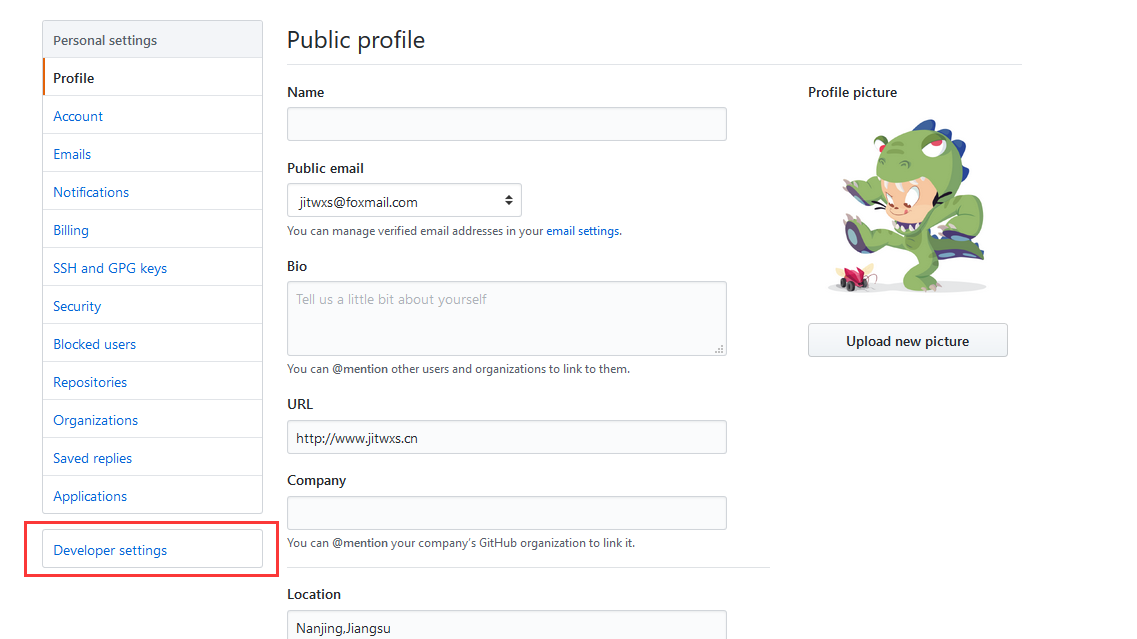 Personal settings
Profile
Account
Emails
Notifications
Billing
SSH and GPG keys
Security
Blocked users
Repositories
Organizations
Saved replies
Applications
Developer settings
Public profile
Name
Public email
jitwxs@foxmail.com
You can manage verified email addresses in your email settings.
Bio
Tell us a little bit about yourself
You can @mention other users and organizations to link to them.
URL
http://www.jitwxs.cn
Company
You can @mention your company's GitHub organization to link it.
Location
Nanjing,Jiangsu
Profile picture
Upload new picture